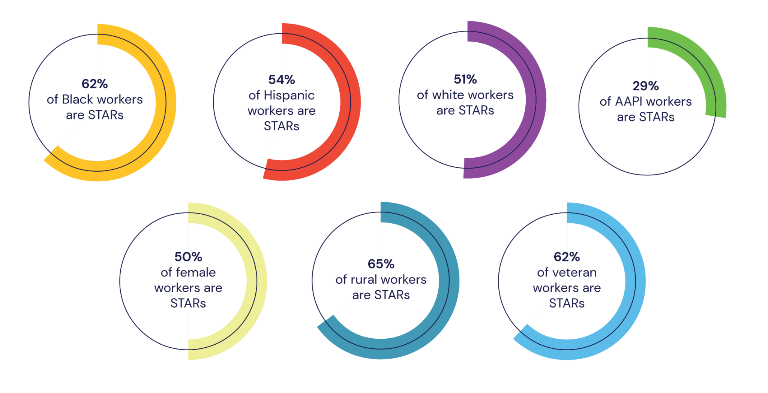 62%
of Black workers
are STARs
54%
of Hispanic
workers are
STARs
51%
of white workers
are STARs
29%
of AAPI workers
are STARs
50%
of female
workers are
STARs
65%
of rural workers
are STARs
62%
of veteran
workers are
STARs